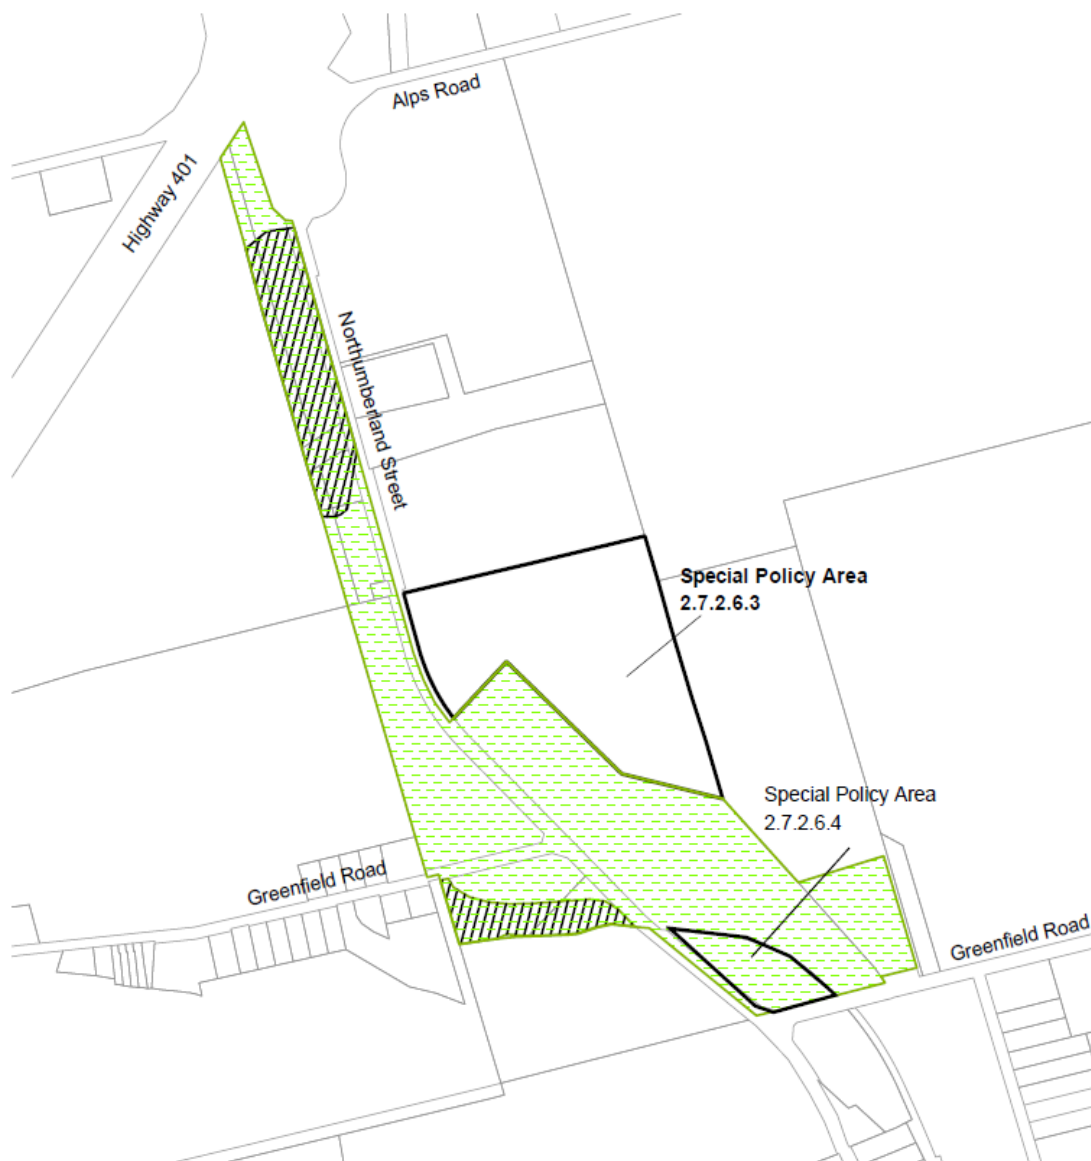 Alps Road
Highway 401
Northumberland Street
Special Policy Area
2.7.2.6.3
Special Policy Area
2.7.2.6.4
Greenfield Road
Greenfield Road